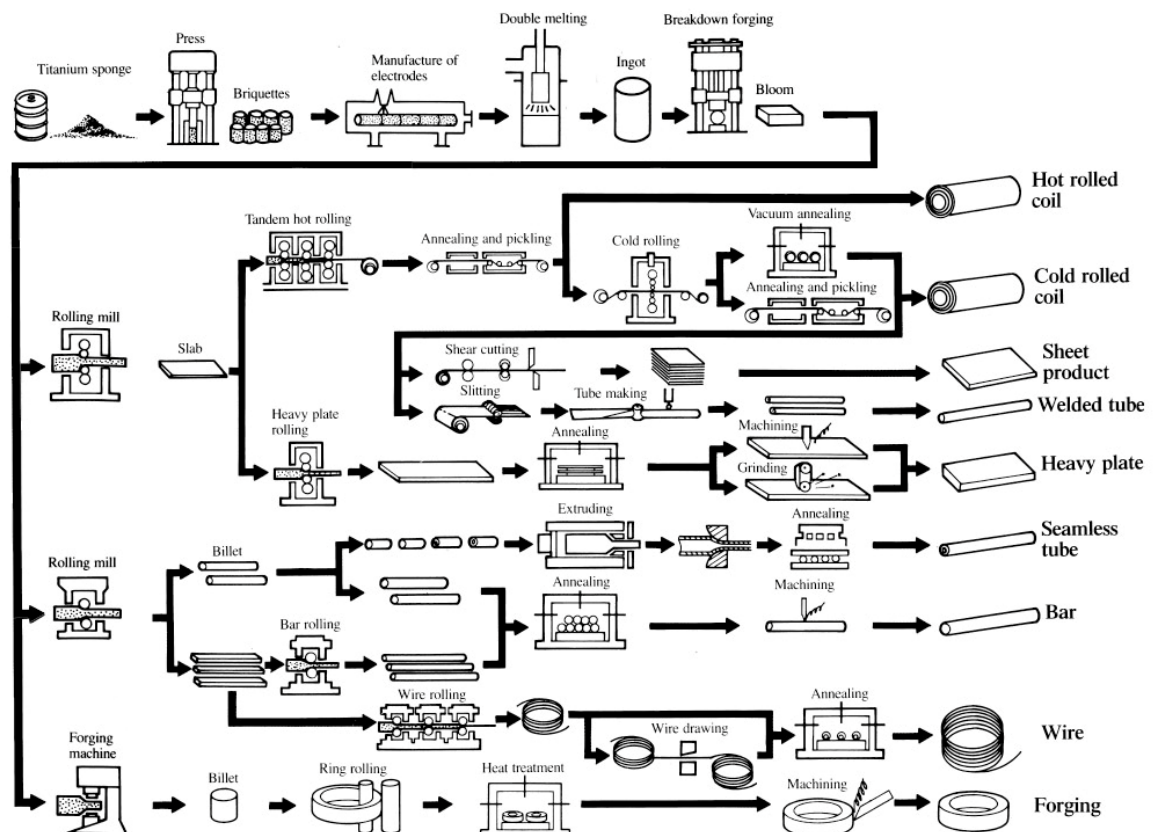 Titanium sponge
Press
Briquettes
Manufacture of
electrodes
Double melting
Ingot
Breakdown forging
Bloom
Hot rolled
coil
Tandem hot rolling
Annealing and pickling
Cold rolling
Vacuum annealing
Annealing and pickling
Cold rolled
coil
Rolling mill
Slab
Shear cutting
Sheet
product
Slitting
Tube making
Welded tube
Heavy plate
rolling
Annealing
Machining
Grinding
Heavy plate
Rolling mill
Billet
Extruding
Annealing
Seamless
tube
Annealing
Machining
Bar
Bar rolling
Wire rolling
Wire drawing
Annealing
Wire
Forging
machine
Billet
Ring rolling
Heat treatment
Machining
Forging